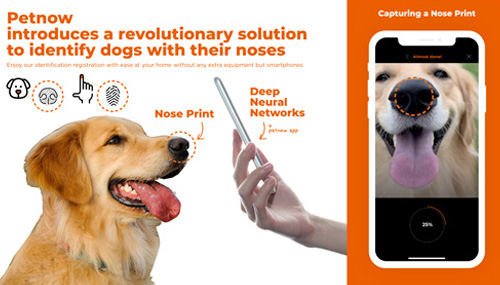 Petnow
introduces a revolutionary solution
to identify dogs with their noses
Enjoy our identification registration with ease at your home without any extra equipment but smartphones.
Nose Print
Deep
Neural
Networks
petnow app
Capturing a Nose Print
Almost done!
25%